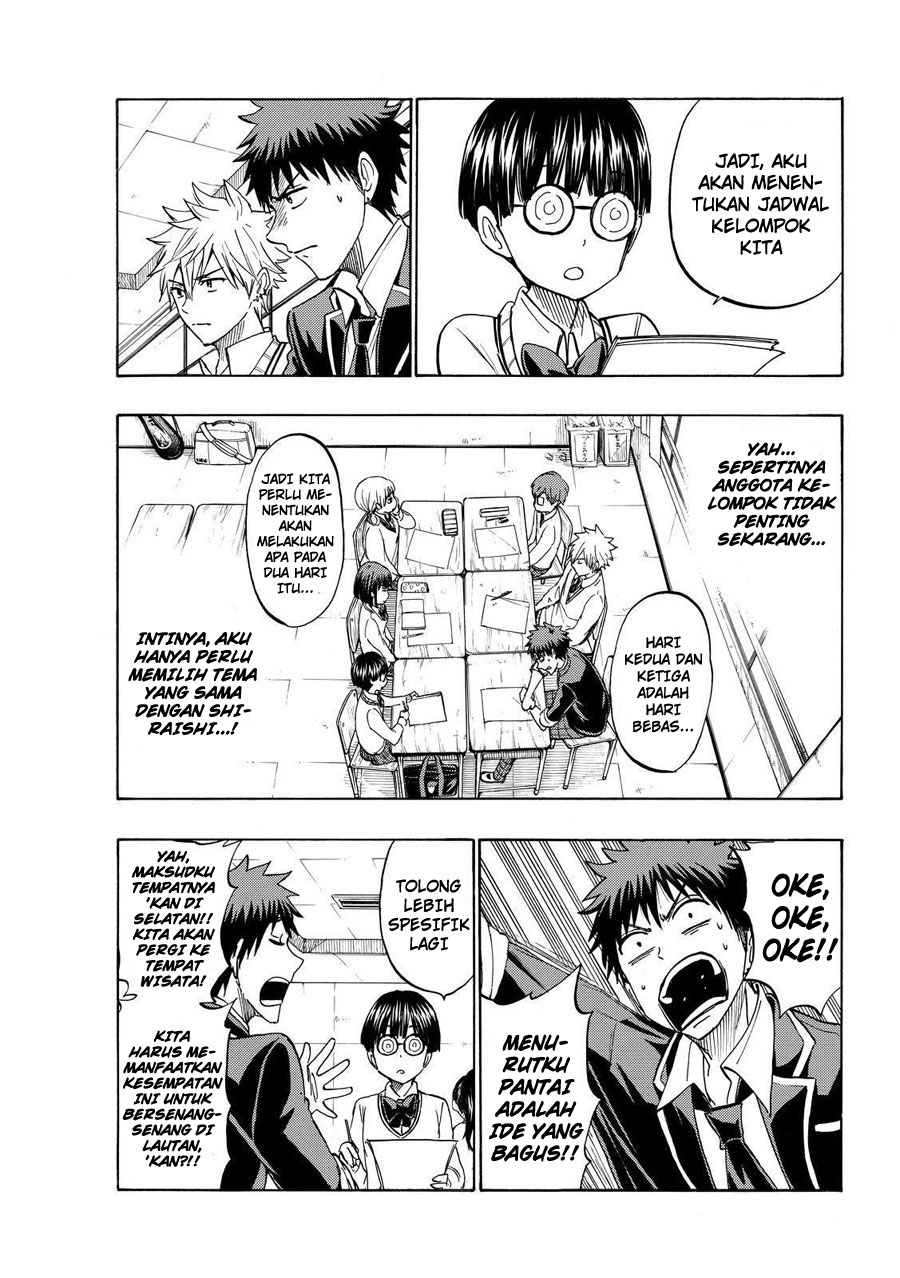 JADI, AKU
AKAN MENEN-
TUKAN JADWAL
KELOMPOK
KITA
YAH...
SEPERTINYA
ANGGOTA KE-
LOMPOK TIDAK
PENTING
SEKARANG...
HARI
KEDUA DAN
KETIGA
ADALAH
HARI
BEBAS...
JADI KITA
PERLU ME-
NENTUKAN
AKAN
MELAKUKAN
APA PADA
DUA HARI
ITU...
INTINYA, AKU
HANYA PERLU
MEMILIH TEMA
YANG SAMA
DENGAN SHI-
RAISHI...!
OKE,
OKE,
OKE!!
MENU-
RUTKU
PANTAI
ADALAH
IDE YANG
BAGUS!!
TOLONG
LEBIH
SPESIFIK
LAGI
YAH,
MAKSUDKU
TEMPATNYA
'KAN DI
SELATAN!!
KITA AKAN
PERGI KE
TEMPAT
WISATA!
KITA
HARUS ME-
MANFAATKAN
KESEMPATAN
INI UNTUK
BERSENANG-
SENANG DI
LAUTAN,
'KAN?!!